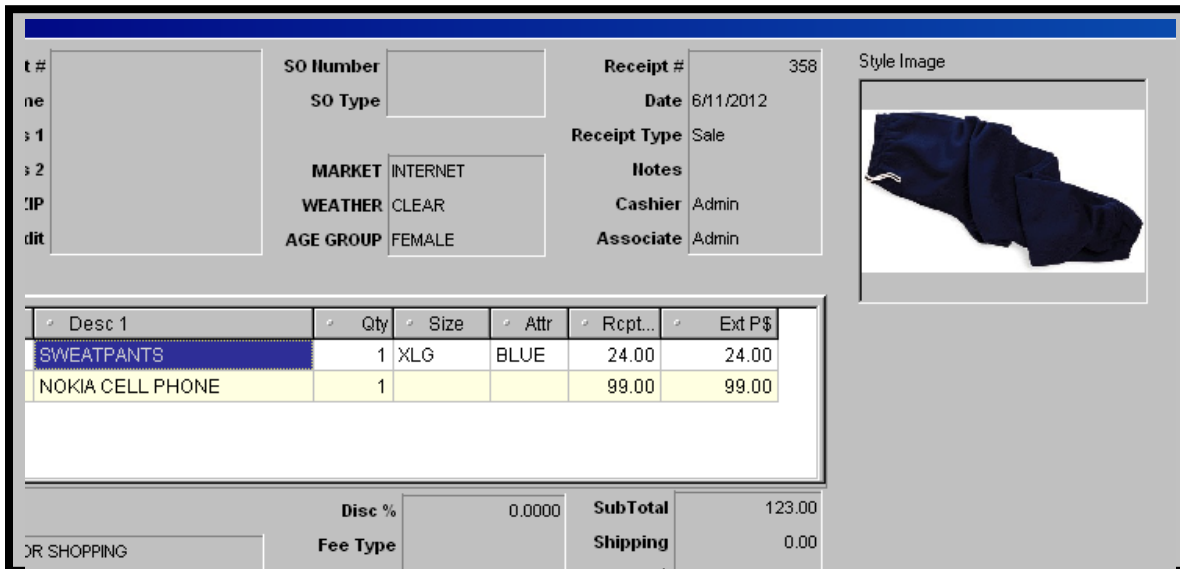 t # SO Number Receipt # 358 Style Image
me SO Type Date 6/11/2012
s 1 Receipt Type Sale
s 2 MARKET INTERNET Notes
ZIP WEATHER CLEAR Cashier Admin
dit AGE GROUP FEMALE Associate Admin
Desc 1 Qty Size Attr Rcpt... Ext P$
SWEATPANTS 1 XLG BLUE 24.00 24.00
NOKIA CELL PHONE 1 99.00 99.00
Disc % 0.0000 SubTotal 123.00
OR SHOPPING Fee Type Shipping 0.00